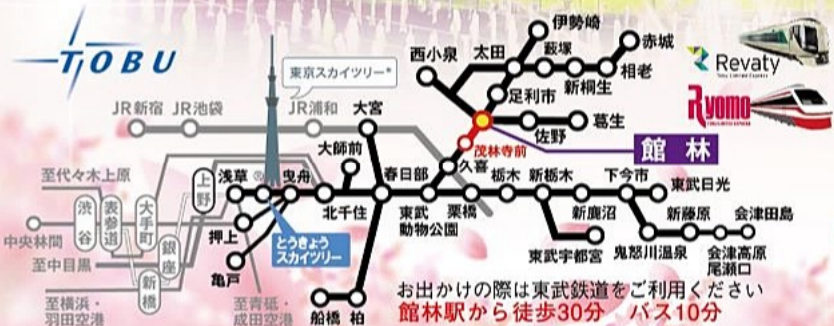 TOBU
東京スカイツリー®
JR新宿
JR池袋
JR浦和
大宮
大師前
西小泉
太田
伊勢崎
藪塚
新桐生
赤城
相老
足利市
佐野
葛生
館林
茂林寺前
久喜
Revaty
Ryomo
至代々木上原
渋谷
表参道
大手町
銀座
新橋
上野
浅草
曳舟
北千住
春日部
東武動物公園
栗橋
栃木
新栃木
新鹿沼
下今市
東武日光
中央林間
至中目黒
押上
とうきょう
スカイツリー
亀戸
東武宇都宮
鬼怒川温泉
新藤原
会津高原
尾瀬口
会津田島
至横浜・
羽田空港
至青砥・
成田空港
船橋
柏
お出かけの際は東武鉄道をご利用ください
館林駅から徒歩30分 バス10分